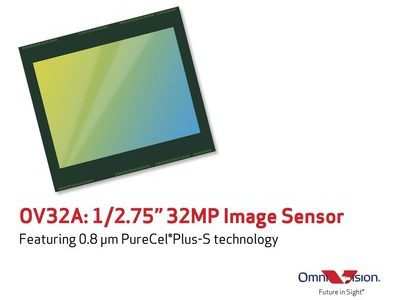 OV32A: 1/2.75” 32MP Image Sensor
Featuring 0.8 µm PureCel®Plus-S technology
OmniVision.
Future in Sight®